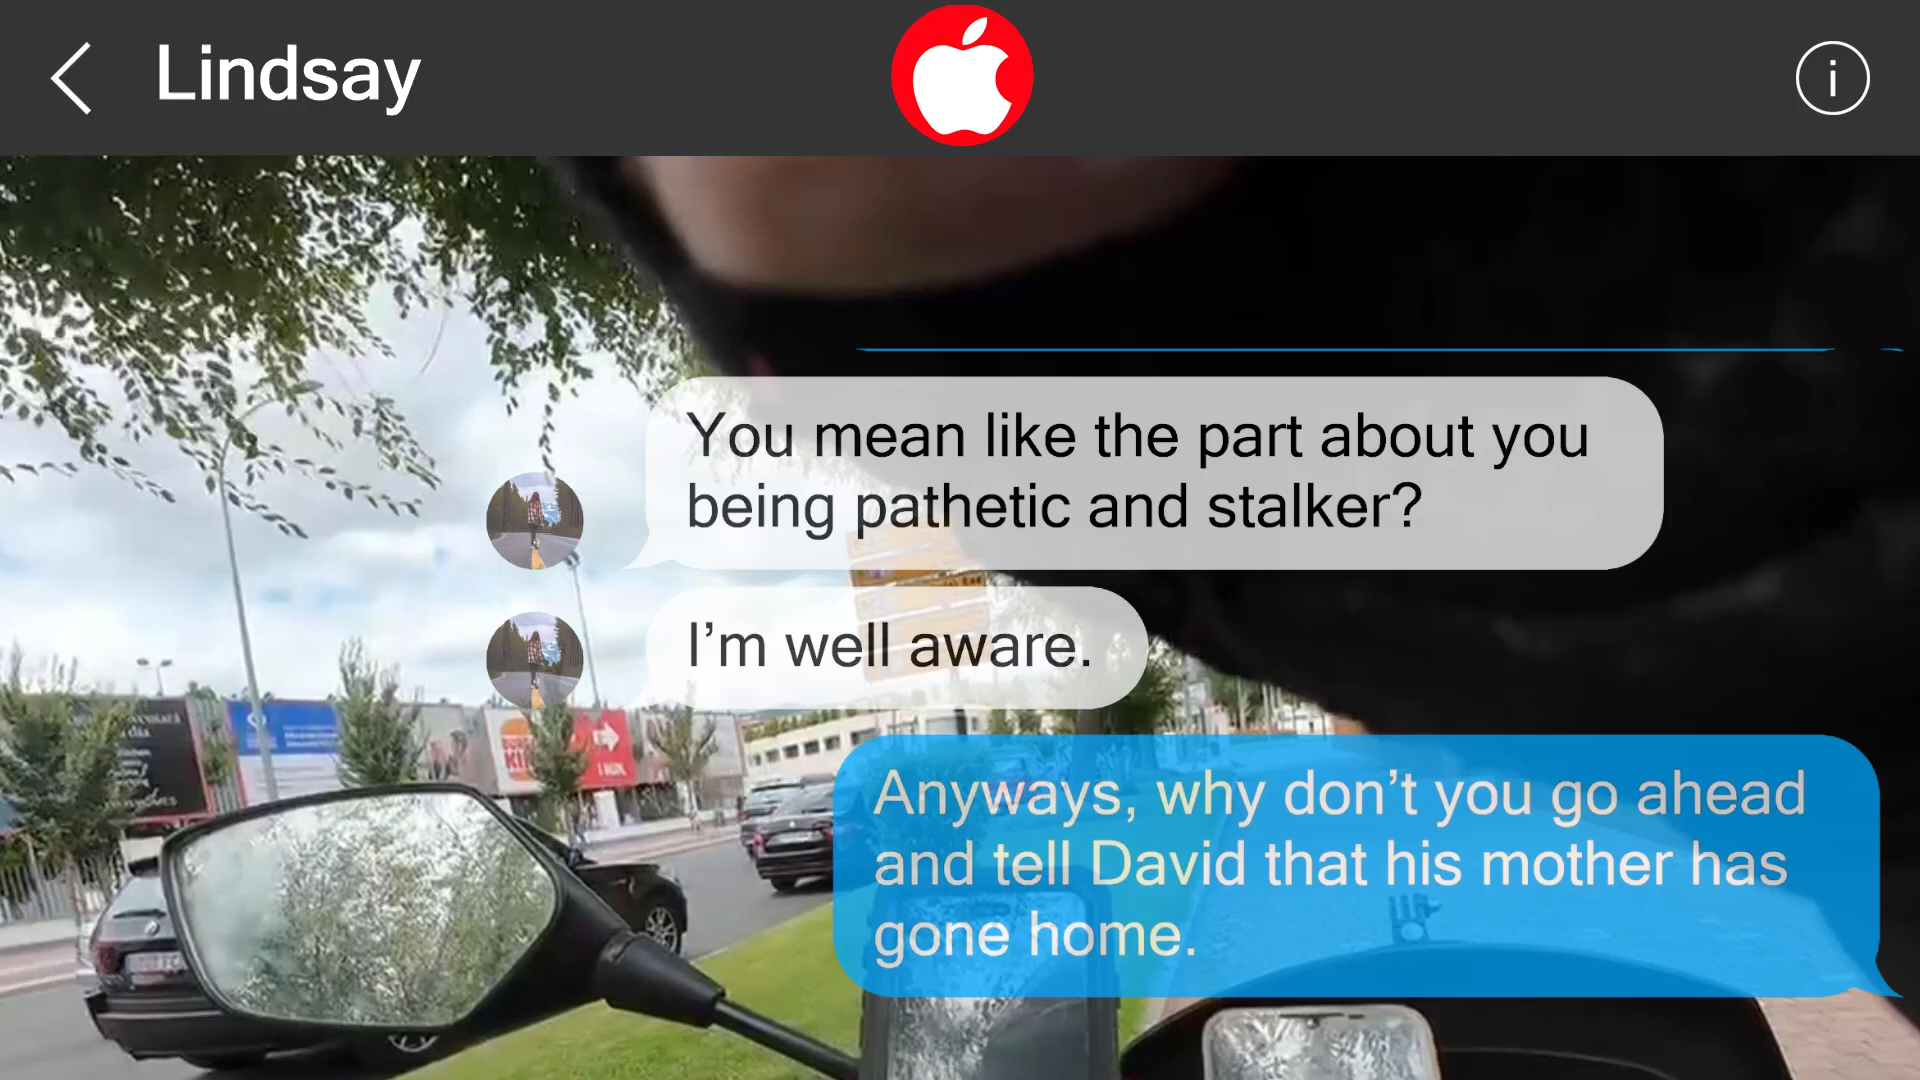 Lindsay
You mean like the part about you
being pathetic and stalker?
I'm well aware.
Anyways, why don't you go ahead
and tell David that his mother has
gone home.